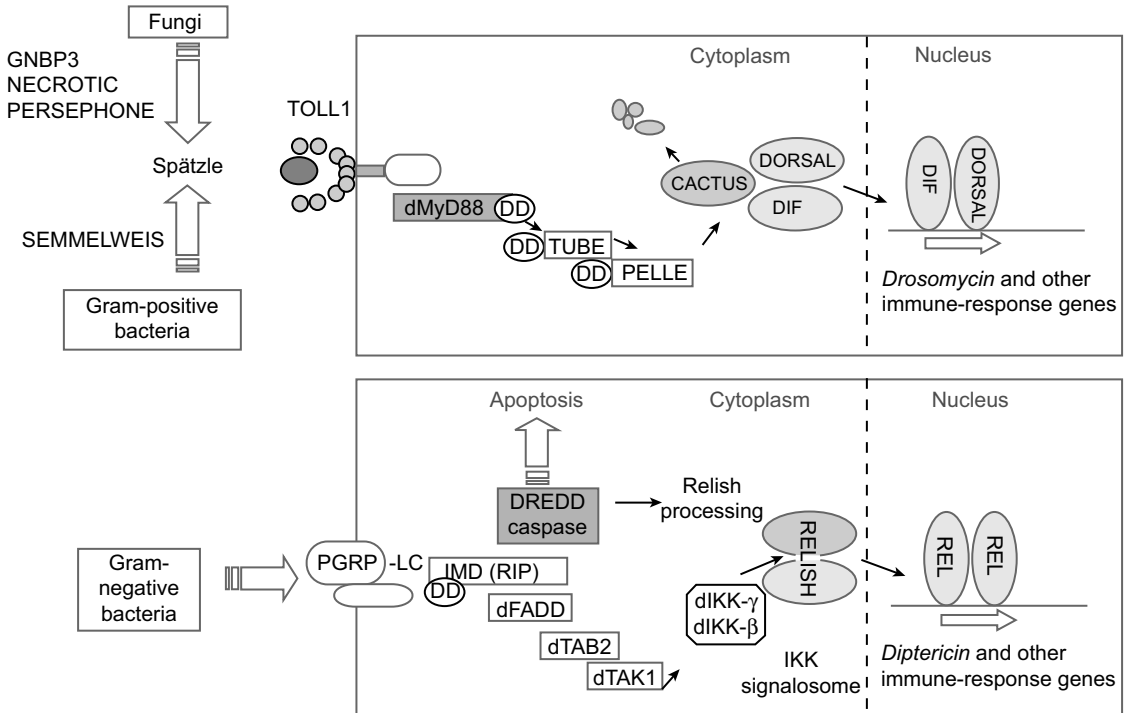 Fungi
GNBP3
NECROTIC
PERSEPHONE
Spätzle
SEMMELWEIS
Gram-positive
bacteria
TOLL1
Cytoplasm
Nucleus
dMyD88 DD
DD TUBE
DD PELLE
CACTUS
DORSAL
DIF
DIF
DORSAL
Drosomycin and other
immune-response genes
Apoptosis
Cytoplasm
Nucleus
DREDD
caspase
Relish
processing
Gram-
negative
bacteria
PGRP -LC
IMD (RIP)
DD
dFADD
dTAB2
dTAK1
dIKK-γ
dIKK-β
RELISH
IKK
signalosome
REL
REL
Diptericin and other
immune-response genes